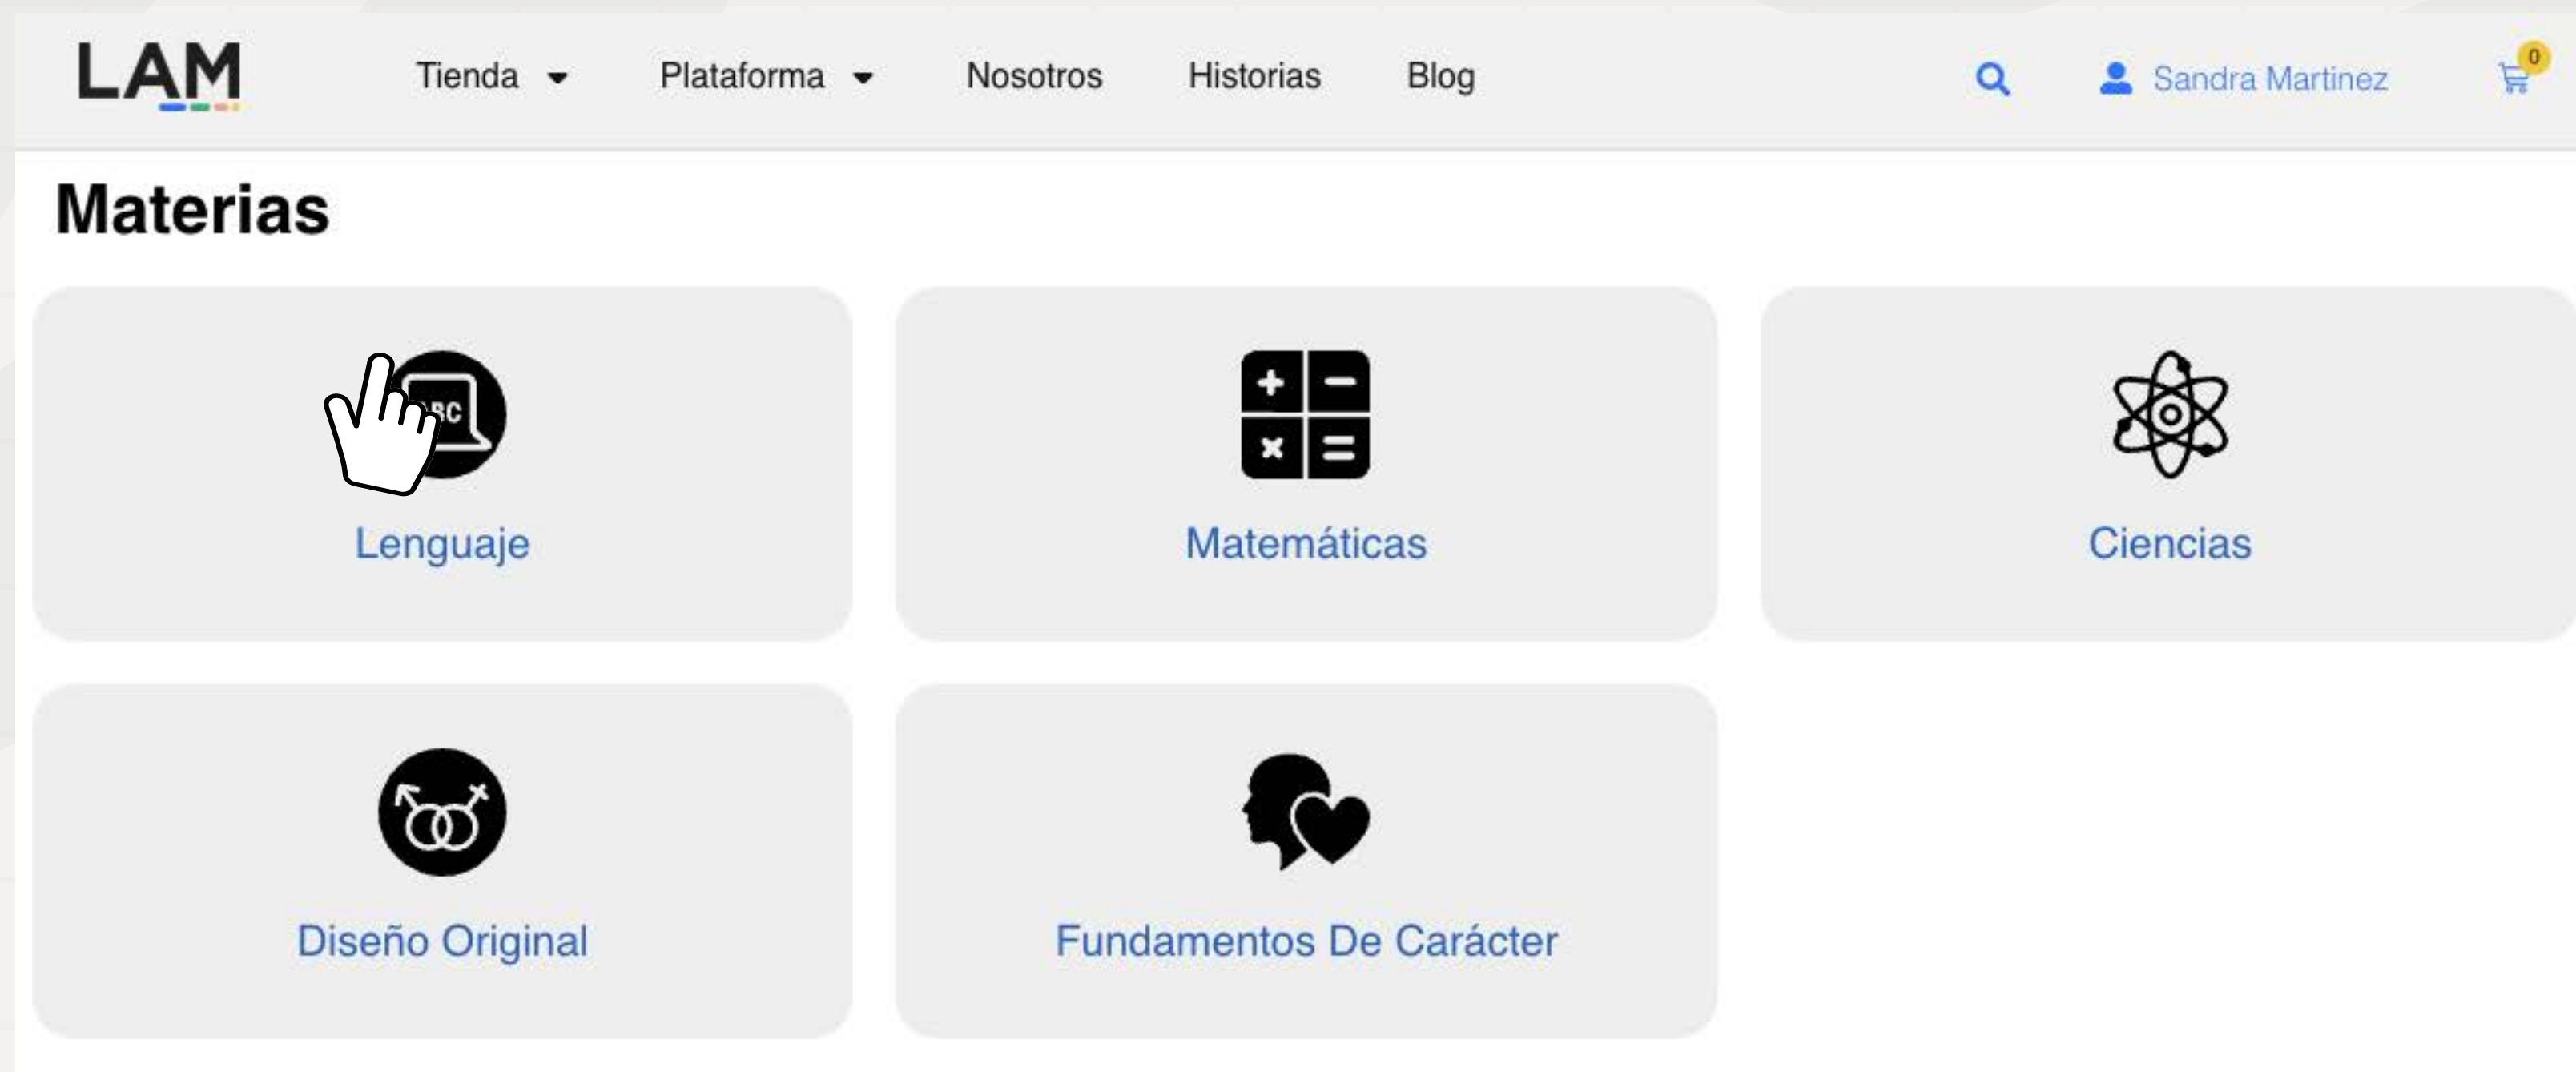 LAM
Tienda
Plataforma
Nosotros
Historias
Blog
Sandra Martinez
0
Materias
Lenguaje
Matemáticas
Ciencias
Diseño Original
Fundamentos De Carácter